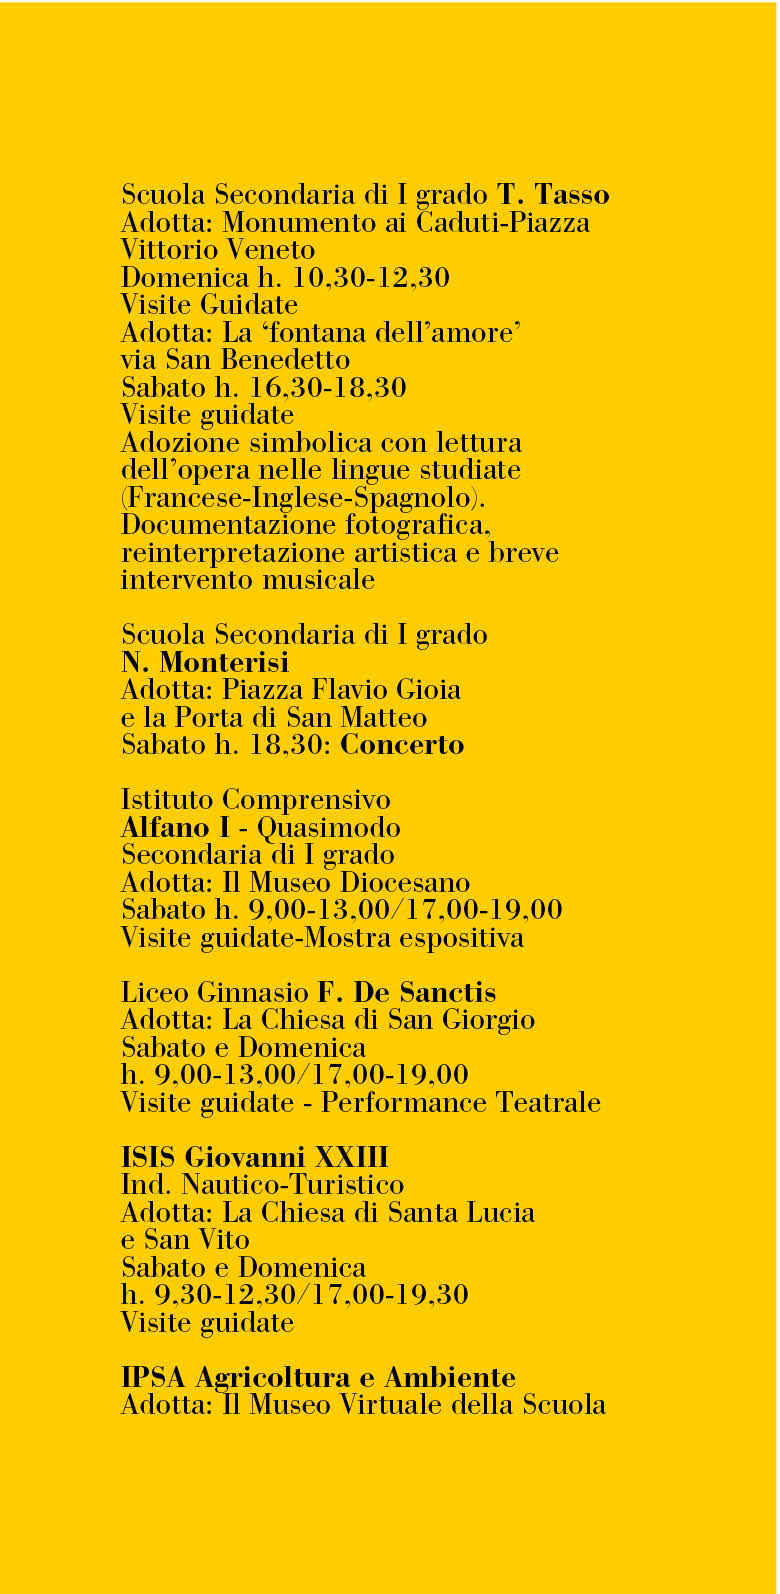 Scuola Secondaria di I grado T. Tasso
Adotta: Monumento ai Caduti-Piazza
Vittorio Veneto
Domenica h. 10,30-12,30
Visite Guidate
Adotta: La ‘fontana dell’amore’
via San Benedetto
Sabato h. 16,30-18,30
Visite guidate
Adozione simbolica con lettura
dell’opera nelle lingue studiate
(Francese-Inglese-Spagnolo).
Documentazione fotografica,
reinterpretazione artistica e breve
intervento musicale
Scuola Secondaria di I grado
N. Monterisi
Adotta: Piazza Flavio Gioia
e la Porta di San Matteo
Sabato h. 18,30: Concerto
Istituto Comprensivo
Alfano I - Quasimodo
Secondaria di I grado
Adotta: Il Museo Diocesano
Sabato h. 9,00-13,00/17,00-19,00
Visite guidate-Mostra espositiva
Liceo Ginnasio F. De Sanctis
Adotta: La Chiesa di San Giorgio
Sabato e Domenica
h. 9,00-13,00/17,00-19,00
Visite guidate - Performance Teatrale
ISIS Giovanni XXIII
Ind. Nautico-Turistico
Adotta: La Chiesa di Santa Lucia
e San Vito
Sabato e Domenica
h. 9,30-12,30/17,00-19,30
Visite guidate
IPSA Agricoltura e Ambiente
Adotta: Il Museo Virtuale della Scuola